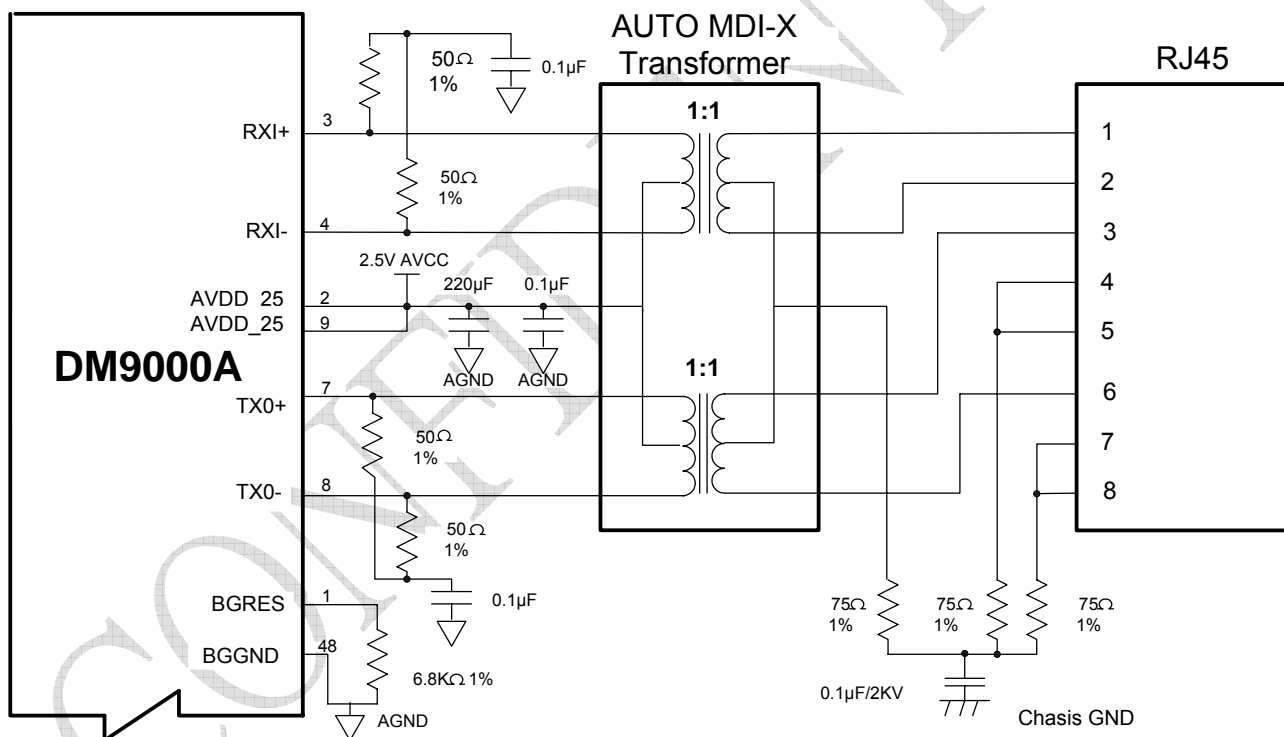 AUTO MDI-X
Transformer
RJ45
50Ω
1%
0.1µF
1:1
RXI+
3
50Ω
1%
RXI-
4
2.5V AVCC
220µF
0.1µF
AVDD_25
2
AVDD_25
9
AGND
AGND
DM9000A
1:1
TX0+
7
50Ω
1%
TX0-
8
50Ω
1%
0.1µF
BGRES
1
BGGND
48
6.8KΩ 1%
AGND
1
2
3
4
5
6
7
8
75Ω
1%
75Ω
1%
75Ω
1%
0.1µF/2KV
Chasis GND